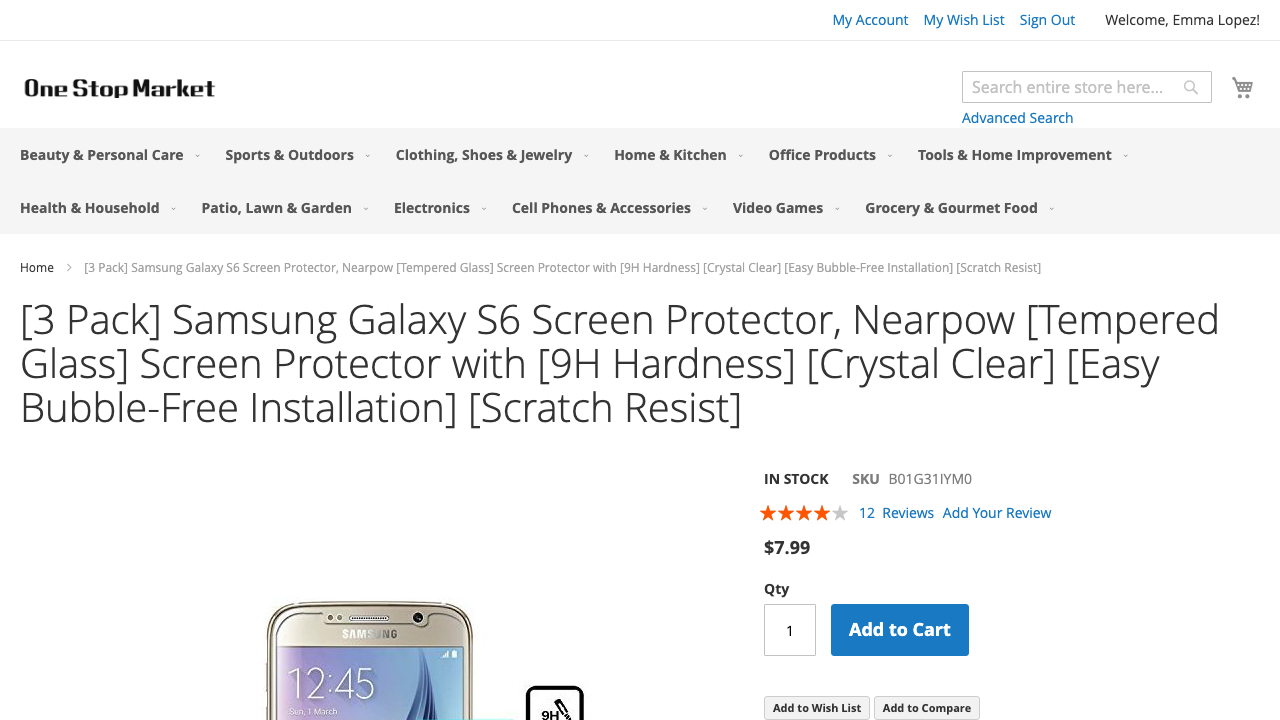 My Account My Wish List Sign Out Welcome, Emma Lopez!
One Stop Market
Search entire store here...
Advanced Search
Beauty & Personal Care Sports & Outdoors Clothing, Shoes & Jewelry Home & Kitchen Office Products Tools & Home Improvement
Health & Household Patio, Lawn & Garden Electronics Cell Phones & Accessories Video Games Grocery & Gourmet Food
Home [3 Pack] Samsung Galaxy S6 Screen Protector, Nearpow [Tempered Glass] Screen Protector with [9H Hardness] [Crystal Clear] [Easy Bubble-Free Installation] [Scratch Resist]
[3 Pack] Samsung Galaxy S6 Screen Protector, Nearpow [Tempered
Glass] Screen Protector with [9H Hardness] [Crystal Clear] [Easy
Bubble-Free Installation] [Scratch Resist]
IN STOCK SKU B01G31IYM0
12 Reviews Add Your Review
$7.99
Qty
1 Add to Cart
Add to Wish List Add to Compare
SAMSUNG
12:45
Sun, 1 March
9H